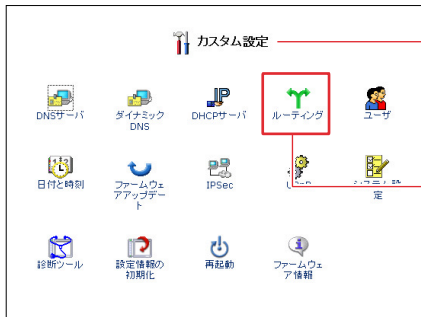 カスタム設定
DNSサーバ
ダイナミック
DNS
DHCPサーバ
ルーティング
ユーザ
日付と時刻
ファームウェ
アアップデー
ト
IPSec
定
診断ツール
設定情報の
初期化
再起動
ファームウェ
ア情報